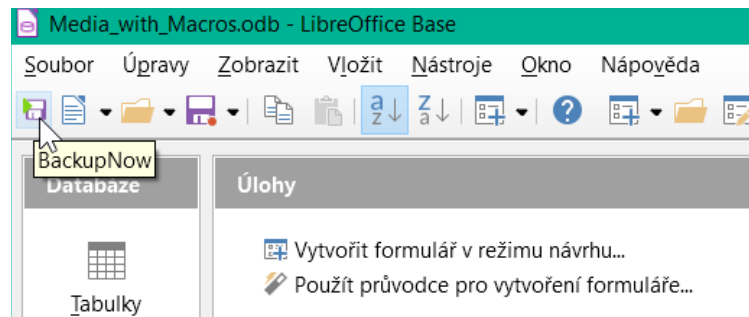 Media_with_Macros.odb - LibreOffice Base
Soubor Úpravy Zobrazit Vložit Nástroje Okno Nápověda
BackupNow
Databáze Úlohy
Vytvořit formulář v režimu návrhu...
Použít průvodce pro vytvoření formuláře...
Tabulky